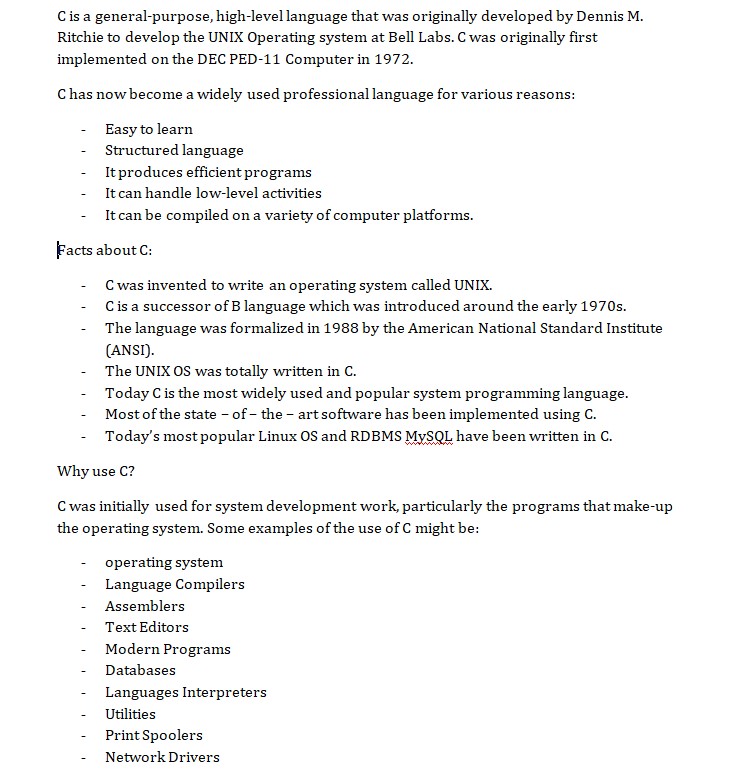 C is a general-purpose, high-level language that was originally developed by Dennis M.
Ritchie to develop the UNIX Operating system at Bell Labs. C was originally first
implemented on the DEC PED-11 Computer in 1972.
C has now become a widely used professional language for various reasons:
- Easy to learn
- Structured language
- It produces efficient programs
- It can handle low-level activities
- It can be compiled on a variety of computer platforms.
Facts about C:
- C was invented to write an operating system called UNIX.
- C is a successor of B language which was introduced around the early 1970s.
- The language was formalized in 1988 by the American National Standard Institute
(ANSI).
- The UNIX OS was totally written in C.
- Today C is the most widely used and popular system programming language.
- Most of the state – of – the – art software has been implemented using C.
- Today's most popular Linux OS and RDBMS MySQL have been written in C.
Why use C?
C was initially used for system development work, particularly the programs that make-up
the operating system. Some examples of the use of C might be:
- operating system
- Language Compilers
- Assemblers
- Text Editors
- Modern Programs
- Databases
- Languages Interpreters
- Utilities
- Print Spoolers
- Network Drivers